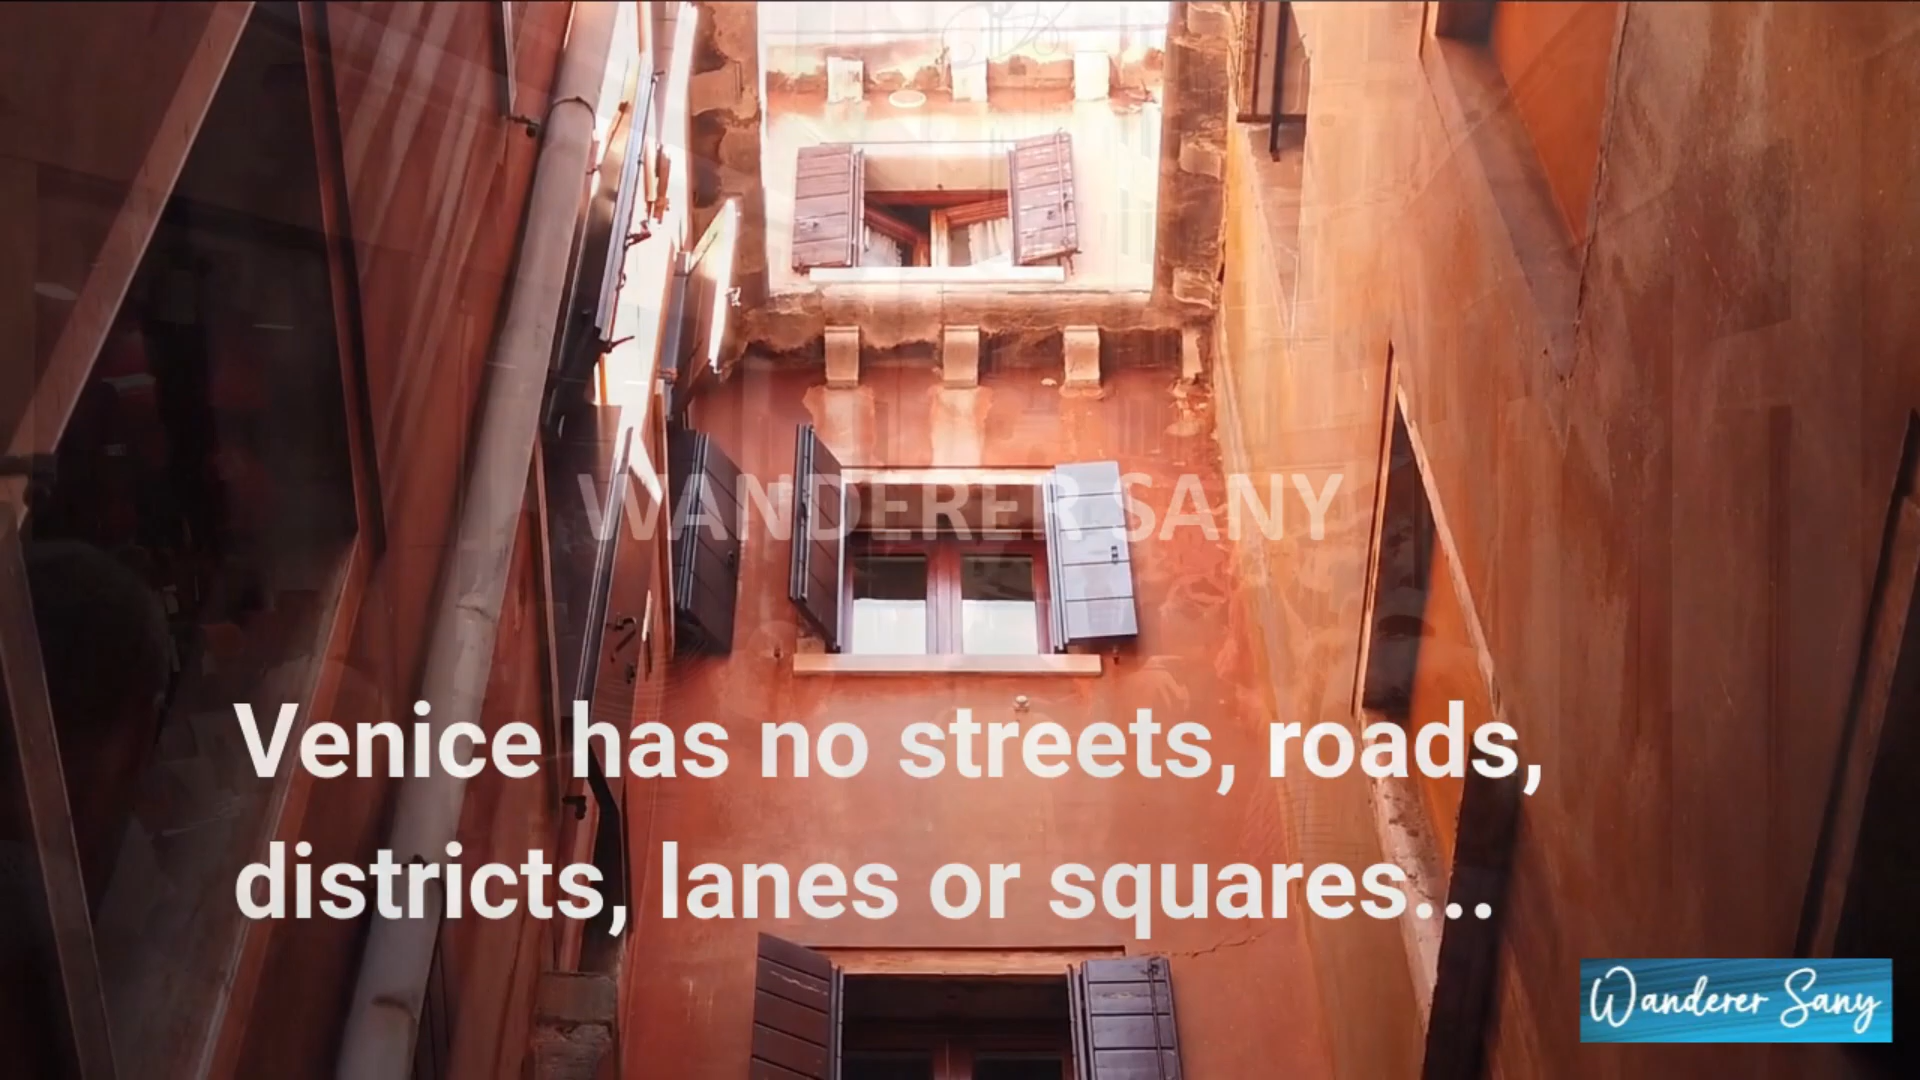 WANDERER SANY
Venice has no streets, roads,
districts, lanes or squares...
Wanderer Sany